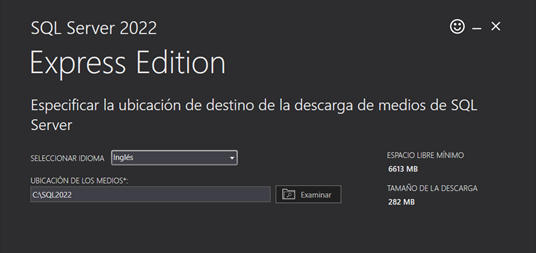 SQL Server 2022
Express Edition
Especificar la ubicación de destino de la descarga de medios de SQL
Server
SELECCIONAR IDIOMA
Inglés
ESPACIO LIBRE MÍNIMO
6613 MB
UBICACIÓN DE LOS MEDIOS*:
C:\SQL2022
Examinar
TAMAÑO DE LA DESCARGA
282 MB